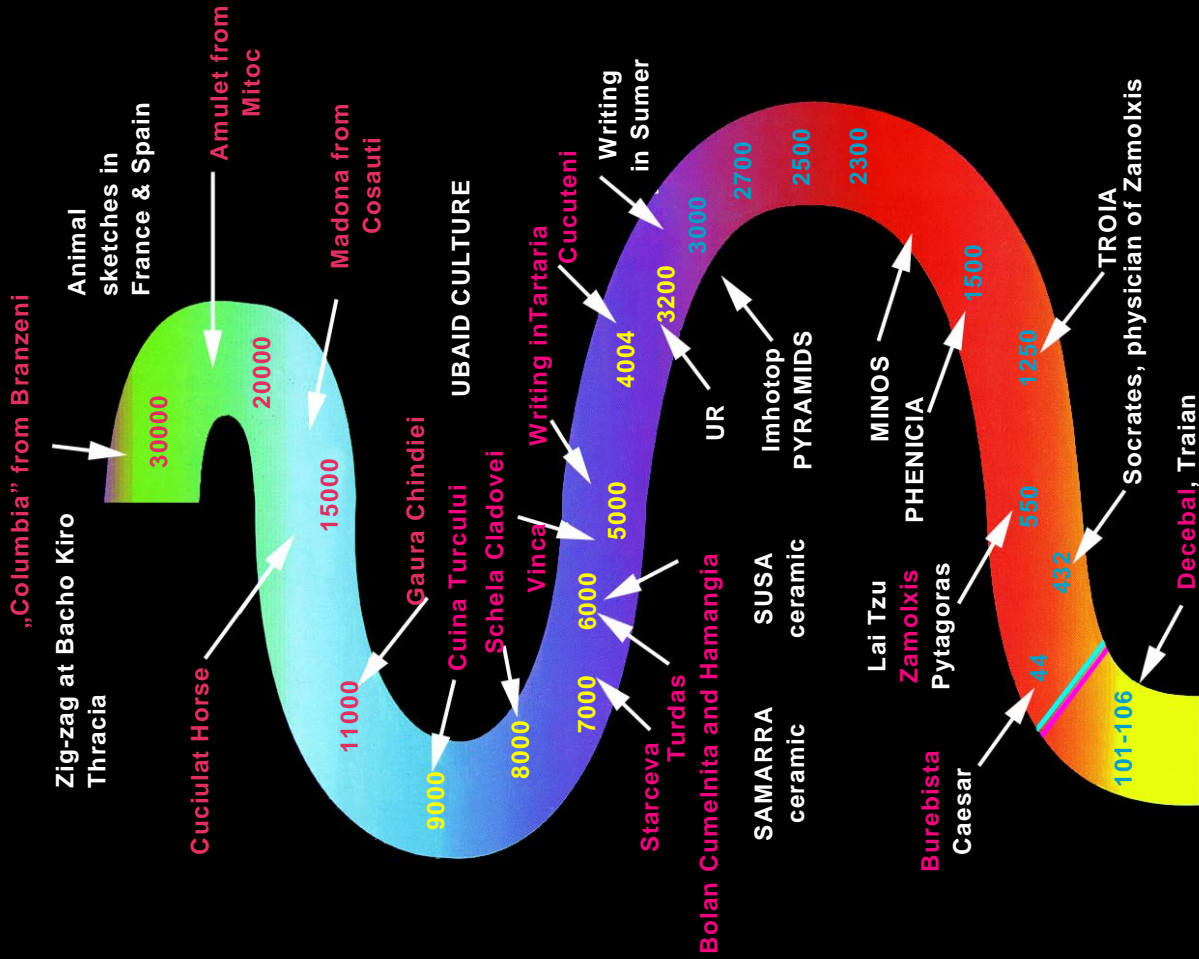 „Columbia” from Branzeni
Zig-zag at Bacho Kiro
Thracia
Animal
sketches in
France & Spain
30000
Amulet from
Mitoc
20000
Cuciulat Horse
15000
Madona from
Cosauti
11000
Gaura Chindiei
9000
Cuina Turcului
UBAID CULTURE
8000
Schela Cladovei
Vinca
Writing inTartaria
Cucuteni
7000
6000
5000
4004
3200
3000
Writing
in Sumer
Starceva
Turdas
Bolan Cumelnita and Hamangia
UR
2700
2500
2300
SAMARRA
ceramic
SUSA
ceramic
Imhotop
PYRAMIDS
MINOS
PHENICIA
1500
Lai Tzu
Zamolxis
Pytagoras
Burebista
Caesar
44
550
1250
432
TROIA
Socrates, physician of Zamolxis
101-106
Decebal, Traian